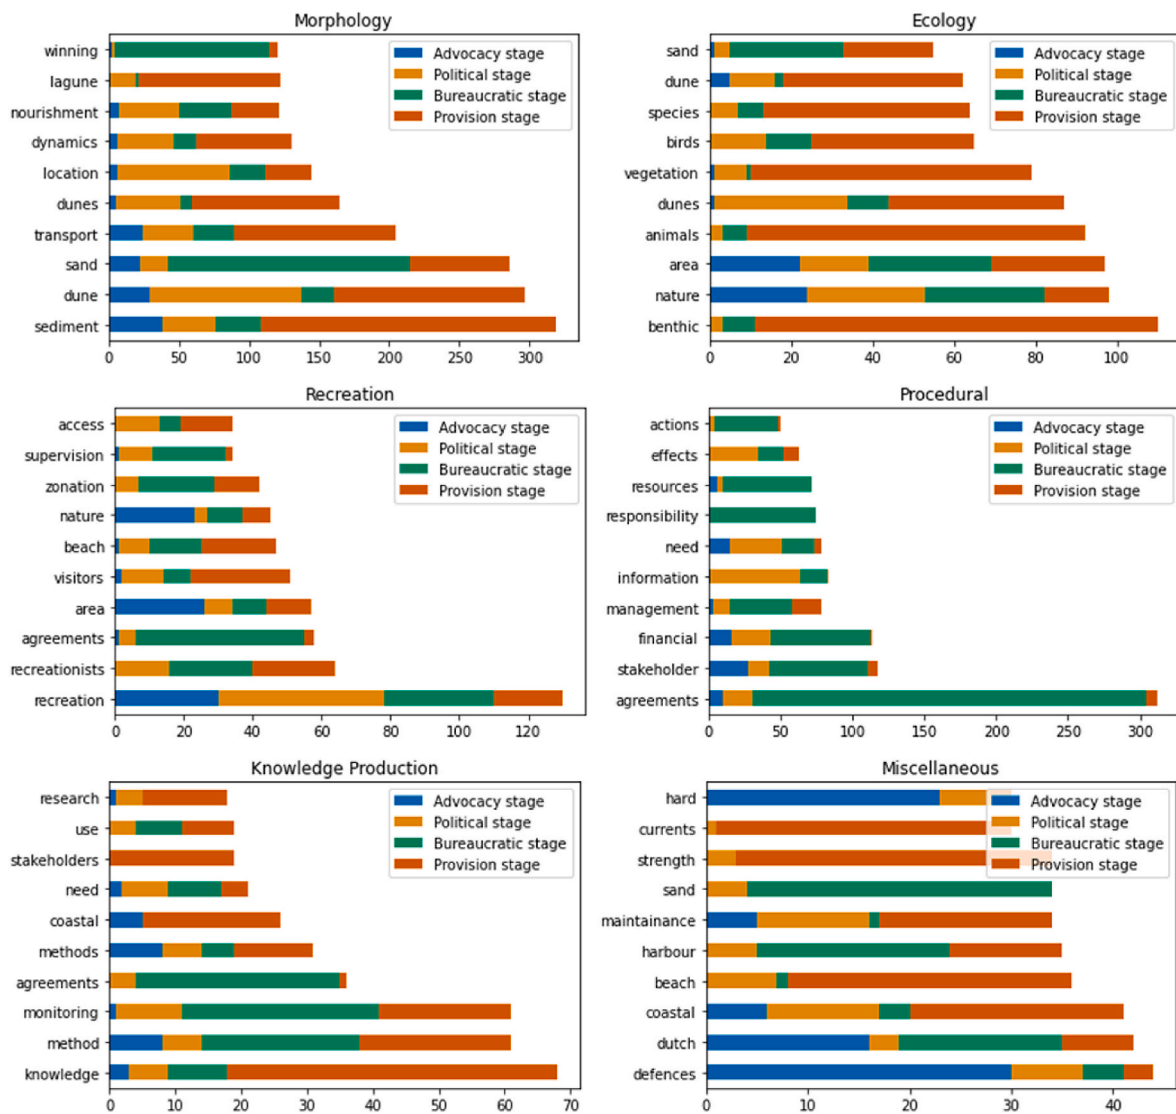 Morphology
winning
lagune
nourishment
dynamics
location
dunes
transport
sand
dune
sediment
Advocacy stage
Political stage
Bureaucratic stage
Provision stage
0 50 100 150 200 250 300
Ecology
sand
dune
species
birds
vegetation
dunes
animals
area
nature
benthic
Advocacy stage
Political stage
Bureaucratic stage
Provision stage
0 20 40 60 80 100
Recreation
access
supervision
zonation
nature
beach
visitors
area
agreements
recreationists
recreation
Advocacy stage
Political stage
Bureaucratic stage
Provision stage
0 20 40 60 80 100 120
Procedural
actions
effects
resources
responsibility
need
information
management
financial
stakeholder
agreements
Advocacy stage
Political stage
Bureaucratic stage
Provision stage
0 50 100 150 200 250 300
Knowledge Production
research
use
stakeholders
need
coastal
methods
agreements
monitoring
method
knowledge
Advocacy stage
Political stage
Bureaucratic stage
Provision stage
0 10 20 30 40 50 60 70
Miscellaneous
hard
currents
strength
sand
maintainance
harbour
beach
coastal
dutch
defences
Advocacy stage
Political stage
Bureaucratic stage
Provision stage
0 10 20 30 40